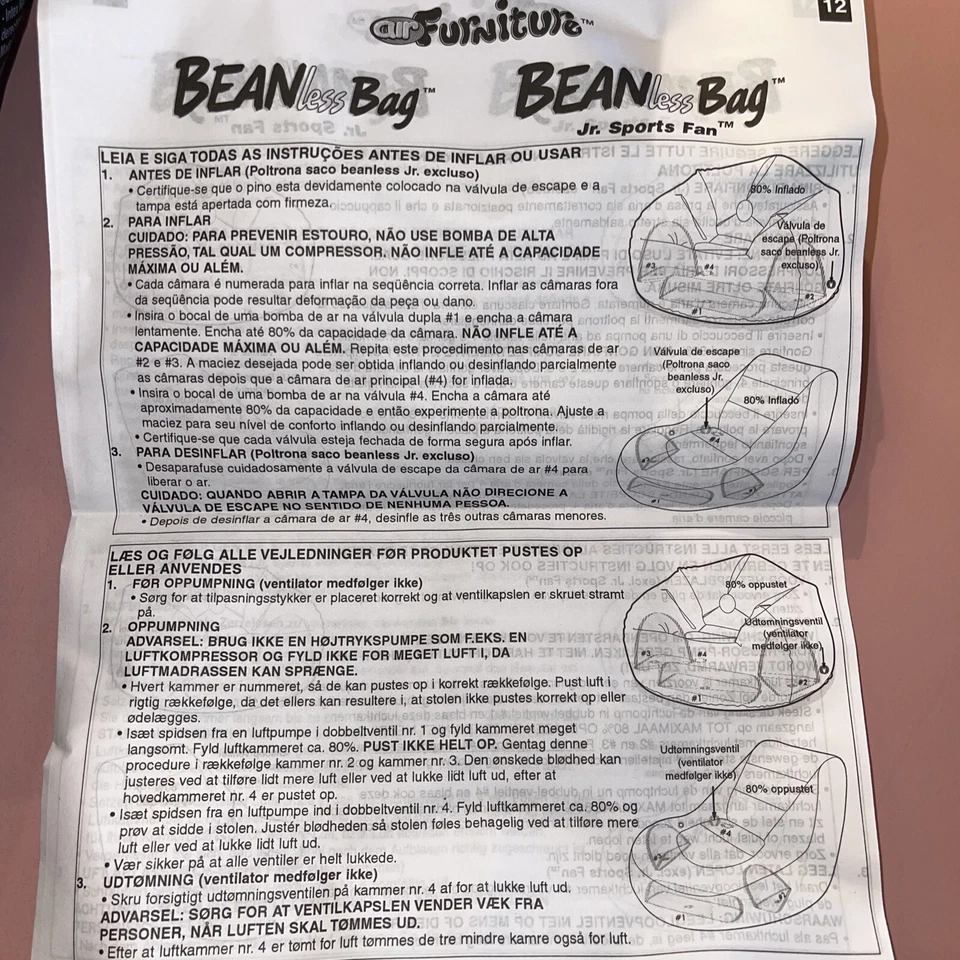 12
air Furniture™
BEANless Bag™ BEANless Bag™
Jr. Sports Fan™
LEIA E SIGA TODAS AS INSTRUÇÕES ANTES DE INFLAR OU USAR
1. ANTES DE INFLAR (Poltrona saco beanless Jr. excluso)
• Certifique-se que o pino esta devidamente colocado na válvula de escape e a
tampa está apertada com firmeza.
2. PARA INFLAR
CUIDADO: PARA PREVENIR ESTOURO, NÃO USE BOMBA DE ALTA
PRESSÃO, TAL QUAL UM COMPRESSOR. NÃO INFLE ATÉ A CAPACIDADE
MÁXIMA OU ALÉM.
• Cada câmara é numerada para inflar na seqüência correta. Inflar as câmaras fora
da seqüência pode resultar deformação da peça ou dano.
• Insira o bocal de uma bomba de ar na válvula dupla #1 e encha a câmara
lentamente. Encha até 80% da capacidade da câmara. NÃO INFLE ATÉ A
CAPACIDADE MÁXIMA OU ALÉM. Repita este procedimento nas câmaras de ar
#2 e #3. A maciez desejada pode ser obtida inflando ou desinflando parcialmente
as câmaras depois que a câmara de ar principal (#4) for inflada.
• Insira o bocal de uma bomba de ar na válvula #4. Encha a câmara até
aproximadamente 80% da capacidade e então experimente a poltrona. Ajuste a
maciez para seu nível de conforto inflando ou desinflando parcialmente.
• Certifique-se que cada válvula esteja fechada de forma segura após inflar.
3. PARA DESINFLAR (Poltrona saco beanless Jr. excluso)
• Desaparafuse cuidadosamente a válvula de escape da câmara de ar #4 para
liberar o ar.
CUIDADO: QUANDO ABRIR A TAMPA DA VÁLVULA NÃO DIRECIONE A
VÁLVULA DE ESCAPE NO SENTIDO DE NENHUMA PESSOA.
• Depois de desinflar a câmara de ar #4, desinfle as três outras câmaras menores.
80% Inflado
Válvula de
escape (Poltrona
saco beanless Jr.
excluso)
#3 #4
#2
#1
Válvula de escape
(Poltrona saco
beanless Jr.
excluso)
80% Inflado
#4
#1
LÆS OG FØLG ALLE VEJLEDNINGER FØR PRODUKTET PUSTES OP
ELLER ANVENDES
1. FØR OPPUMPNING (ventilator medfølger ikke)
• Sørg for at tilpasningsstykker er placeret korrekt og at ventilkapslen er skruet stramt
på.
2. OPPUMPNING
ADVARSEL: BRUG IKKE EN HØJTRYKSPUMPE SOM F.EKS. EN
LUFTKOMPRESSOR OG FYLD IKKE FOR MEGET LUFT I, DA
LUFTMADRASSEN KAN SPRÆNGE.
• Hvert kammer er nummeret, så de kan pustes op i korrekt rækkefølge. Pust luft i
rigtig rækkefølge, da det ellers kan resultere i, at stolen ikke pustes korrekt op eller
ødelægges.
• Isæt spidsen fra en luftpumpe i dobbeltventil nr. 1 og fyld kammeret meget
langsomt. Fyld luftkammeret ca. 80%. PUST IKKE HELT OP. Gentag denne
procedure i rækkefølge kammer nr. 2 og kammer nr. 3. Den ønskede blødhed kan
justeres ved at tilføre lidt mere luft eller ved at lukke lidt luft ud, efter at
hovedkammeret nr. 4 er pustet op.
• Isæt spidsen fra en luftpumpe ind i dobbeltventil nr. 4. Fyld luftkammeret ca. 80% og
prøv at sidde i stolen. Justér blødheden så stolen føles behagelig ved at tilføre mere
luft eller ved at lukke lidt luft ud.
• Vær sikker på at alle ventiler er helt lukkede.
3. UDTØMNING (ventilator medfølger ikke)
• Skru forsigtigt udtømningsventilen på kammer nr. 4 af for at lukke luft ud.
ADVARSEL: SØRG FOR AT VENTILKAPSLEN VENDER VÆK FRA
PERSONER, NÅR LUFTEN SKAL TØMMES UD.
• Efter at luftkammer nr. 4 er tømt for luft tømmes de tre mindre kamre også for luft.
80% oppustet
Udtømningsventil
(ventilator
medfølger ikke)
#3 #4
#2
#1
Udtømningsventil
(ventilator
medfølger ikke)
80% oppustet
#4
#1